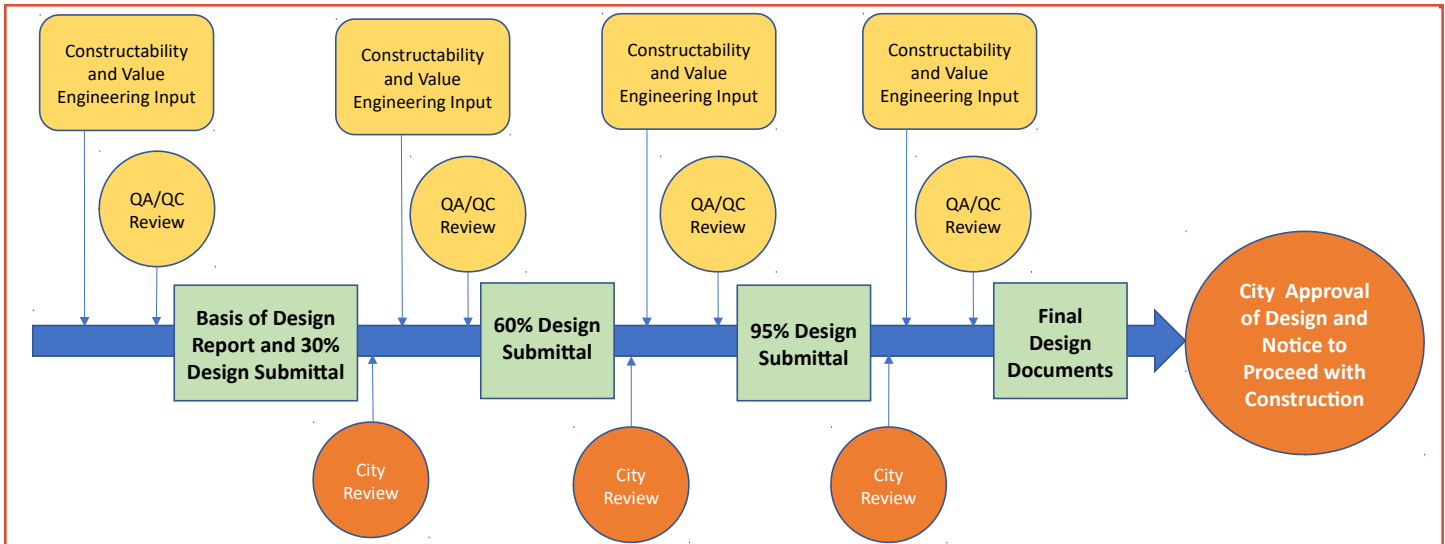 Constructability
and Value
Engineering Input
Constructability
and Value
Engineering Input
Constructability
and Value
Engineering Input
Constructability
and Value
Engineering Input
QA/QC
Review
QA/QC
Review
QA/QC
Review
QA/QC
Review
Basis of Design
Report and 30%
Design Submittal
60% Design
Submittal
95% Design
Submittal
Final
Design
Documents
City Approval
of Design and
Notice to
Proceed with
Construction
City
Review
City
Review
City
Review